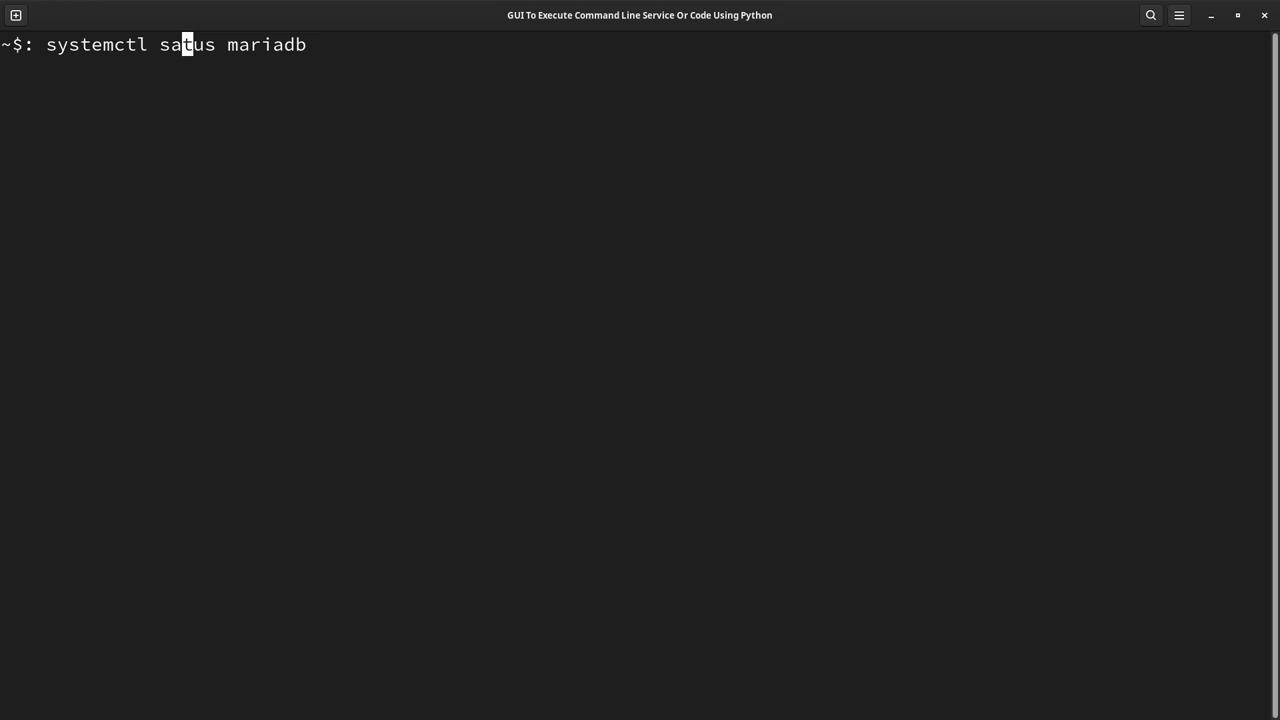 GUI To Execute Command Line Service Or Code Using Python
~$: systemctl satus mariadb